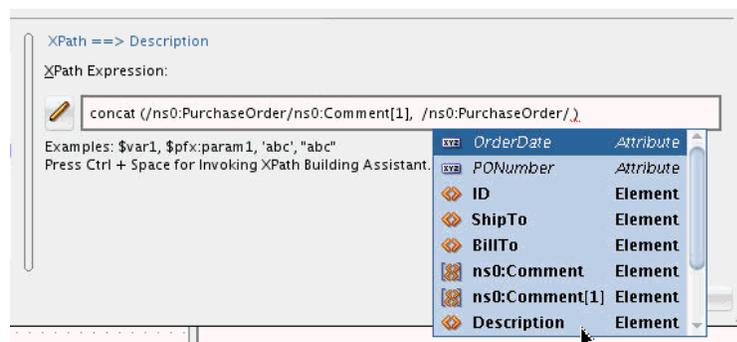 XPath ==> Description
XPath Expression:
concat (/ns0:PurchaseOrder/ns0:Comment[1], /ns0:PurchaseOrder/ )
Examples: $var1, $pfx:param1, 'abc', "abc"
Press Ctrl + Space for Invoking XPath Building Assistant.
XYZ OrderDate Attribute
XYZ PONumber Attribute
ID Element
ShipTo Element
BillTo Element
ns0:Comment Element
ns0:Comment[1] Element
Description Element